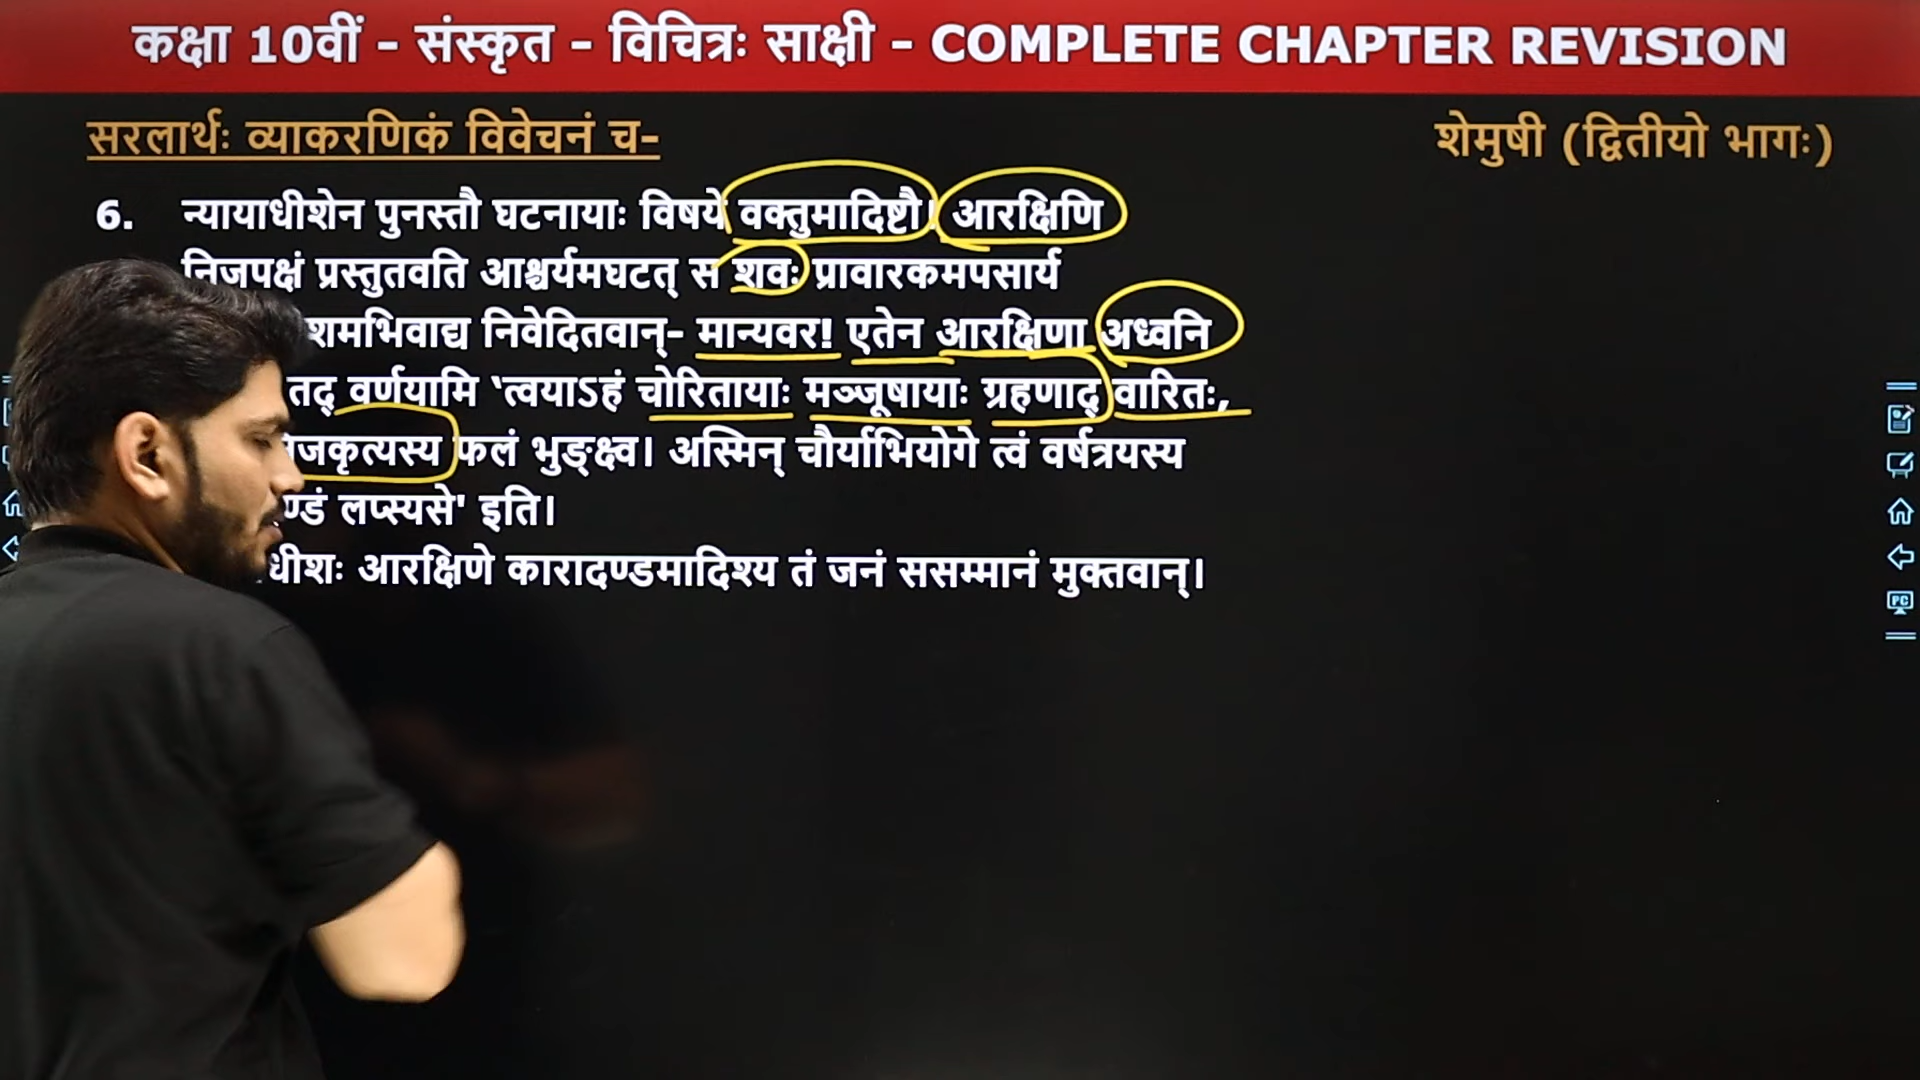 कक्षा 10वीं - संस्कृत - विचित्रः साक्षी - COMPLETE CHAPTER REVISION
सरलार्थः व्याकरणिकं विवेचनं च-
शेमुषी (द्वितीयो भागः)
6. न्यायाधीशेन पुनस्तौ घटनायाः विषये वक्तुमादिष्टौ। आरक्षिणि
निजपक्षं प्रस्तुतवति आश्चर्यमघटत् स शवः प्रावारकमपसार्य
शमभिवाद्य निवेदितवान्- मान्यवर! एतेन आरक्षिणा अध्वनि
तद् वर्णयामि 'त्वयाऽहं चोरितायाः मञ्जूषायाः ग्रहणाद् वारितः,
जकृत्यस्य फलं भुङ्क्ष्व। अस्मिन् चौर्याभियोगे त्वं वर्षत्रयस्य
ण्डं लप्स्यसे' इति।
धीशः आरक्षिणे कारादण्डमादिश्य तं जनं ससम्मानं मुक्तवान्।
PC